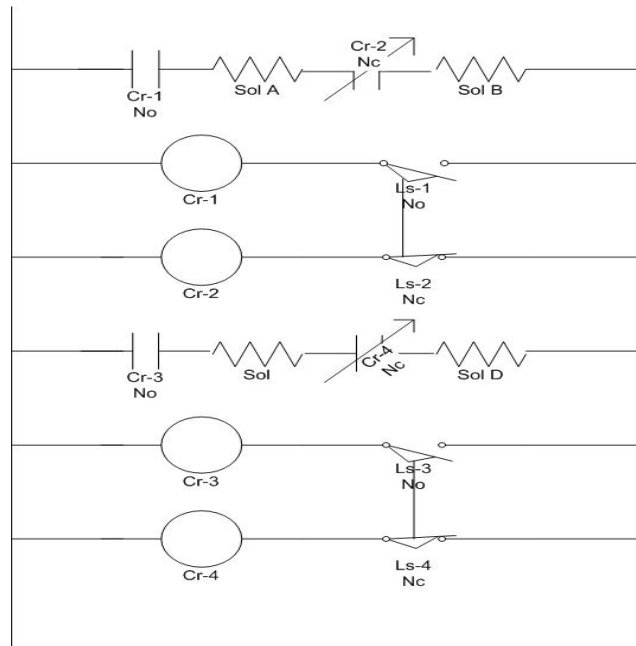 Cr-2
Nc
Cr-1
No
Sol A
Sol B
Cr-1
Ls-1
No
Cr-2
Ls-2
Nc
Cr-3
No
Sol
Cr-4
Nc
Sol D
Cr-3
Ls-3
No
Cr-4
Ls-4
Nc